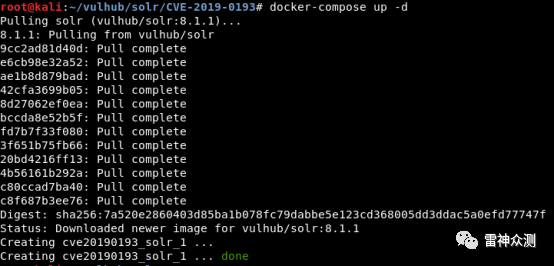 root@kali:~/vulhub/solr/CVE-2019-0193# docker-compose up -d
Pulling solr (vulhub/solr:8.1.1)...
8.1.1: Pulling from vulhub/solr
9cc2ad81d40d: Pull complete
e6cb98e32a52: Pull complete
ae1b8d879bad: Pull complete
42cfa3699b05: Pull complete
8d27062ef0ea: Pull complete
bccda8e52b5f: Pull complete
fd7b7f33f080: Pull complete
3f651b75fb66: Pull complete
20bd4216ff13: Pull complete
4b56161b292a: Pull complete
c80ccad7ba40: Pull complete
c8f687b3ee76: Pull complete
Digest: sha256:7a520e2860403d85ba1b078fc79dabbe5e123cd368005dd3ddac5a0efd77747f
Status: Downloaded newer image for vulhub/solr:8.1.1
Creating cve20190193_solr_1 ...
Creating cve20190193_solr_1 ... done
雷神众测